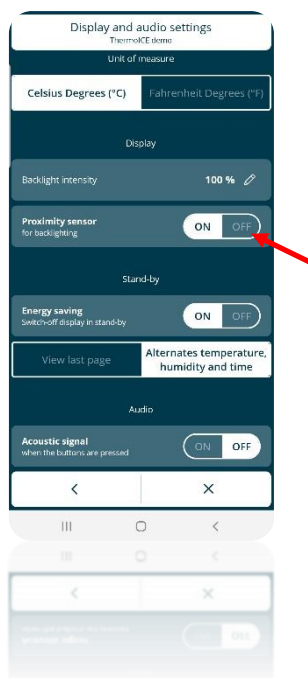 Display and audio settings
ThermoICE demo
Unit of measure
Celsius Degrees (°C) Fahrenheit Degrees (°F)
Display
Backlight intensity 100 %
Proximity sensor
for backlighting
ON OFF
Stand-by
Energy saving
Switch-off display in stand-by
ON OFF
View last page
Alternates temperature,
humidity and time
Audio
Acoustic signal
when the buttons are pressed
ON OFF